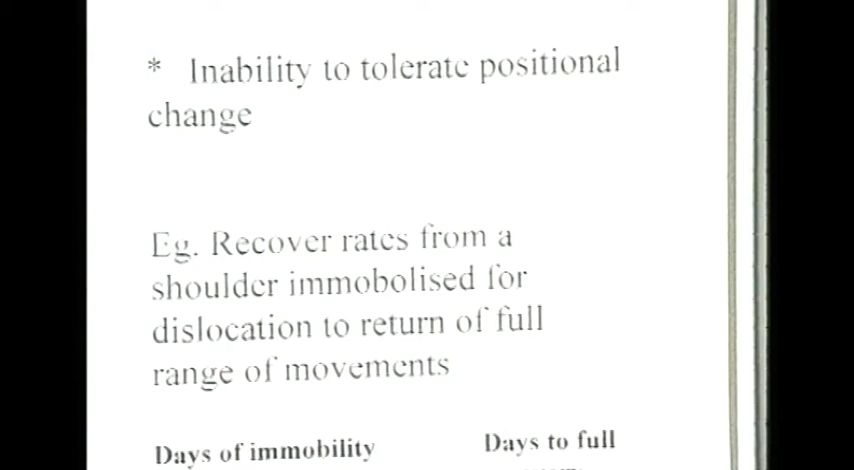 * Inability to tolerate positional
change
Eg. Recover rates from a
shoulder immobolised for
dislocation to return of full
range of movements
Days of immobility Days to full